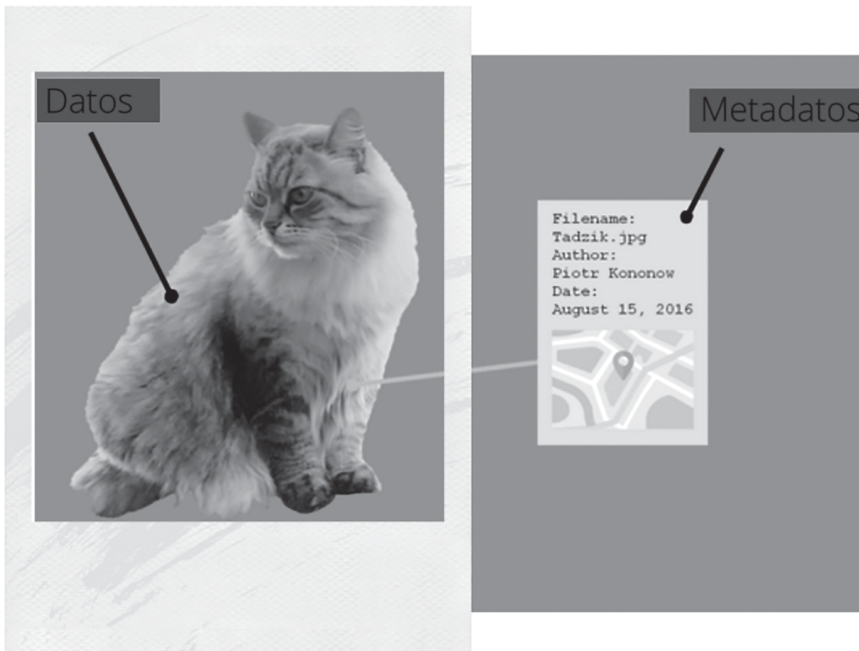 Datos
Metadatos
Filename:
Tadzik.jpg
Author:
Piotr Kononow
Date:
August 15, 2016